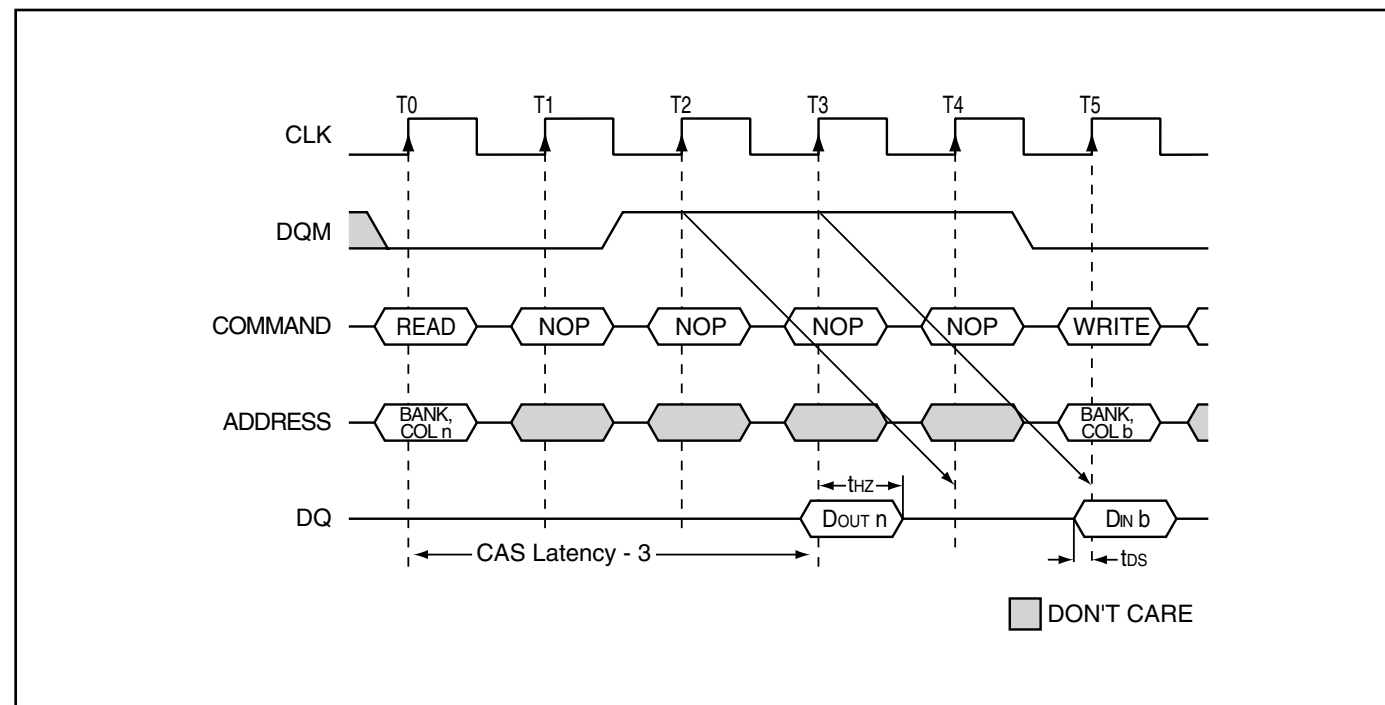 T0 T1 T2 T3 T4 T5
CLK
DQM
COMMAND READ NOP NOP NOP NOP WRITE
ADDRESS BANK, COL n BANK, COL b
tHZ
DQ DOUT n DIN b
CAS Latency - 3 tDS
DON'T CARE